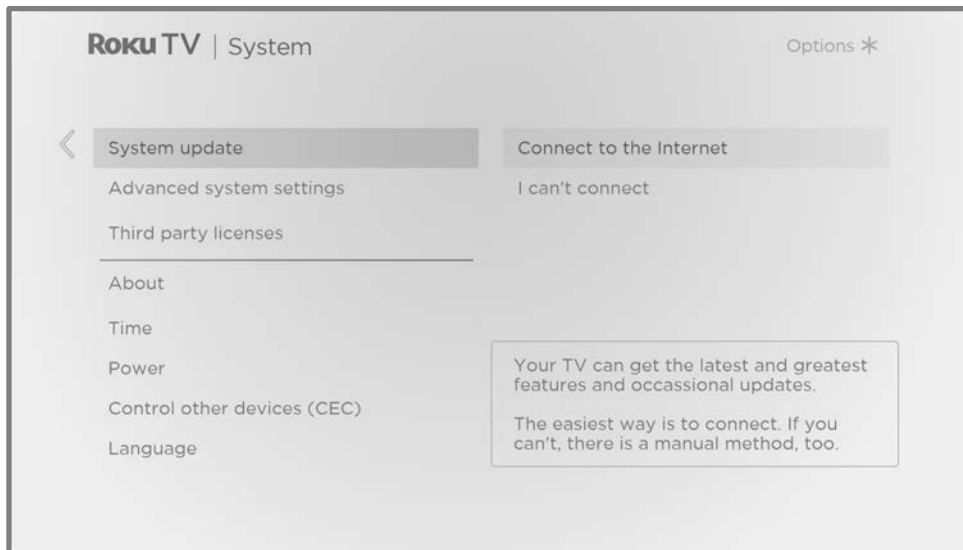 Roku TV | System
Options *
System update
Advanced system settings
Third party licenses
About
Time
Power
Control other devices (CEC)
Language
Connect to the Internet
I can't connect
Your TV can get the latest and greatest
features and occassional updates.
The easiest way is to connect. If you
can't, there is a manual method, too.